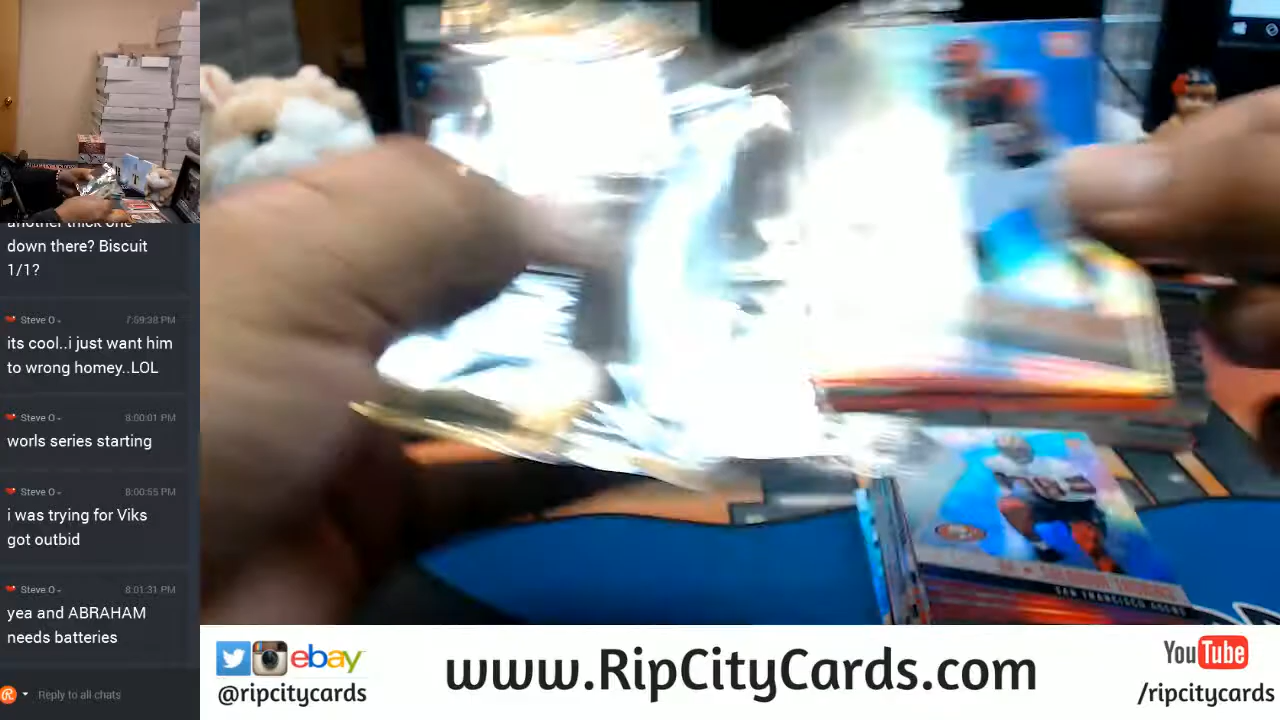 another thick one
down there? Biscuit
1/1?
Steve O 7:59:38 PM
its cool..i just want him
to wrong homey..LOL
Steve O 8:00:01 PM
worls series starting
Steve O 8:00:55 PM
i was trying for Viks
got outbid
Steve O 8:01:31 PM
yea and ABRAHAM
needs batteries
Reply to all chats
SAN FRANCISCO 49ERS
ebay
@ripcitycards
www.RipCityCards.com
YouTube
/ripcitycards